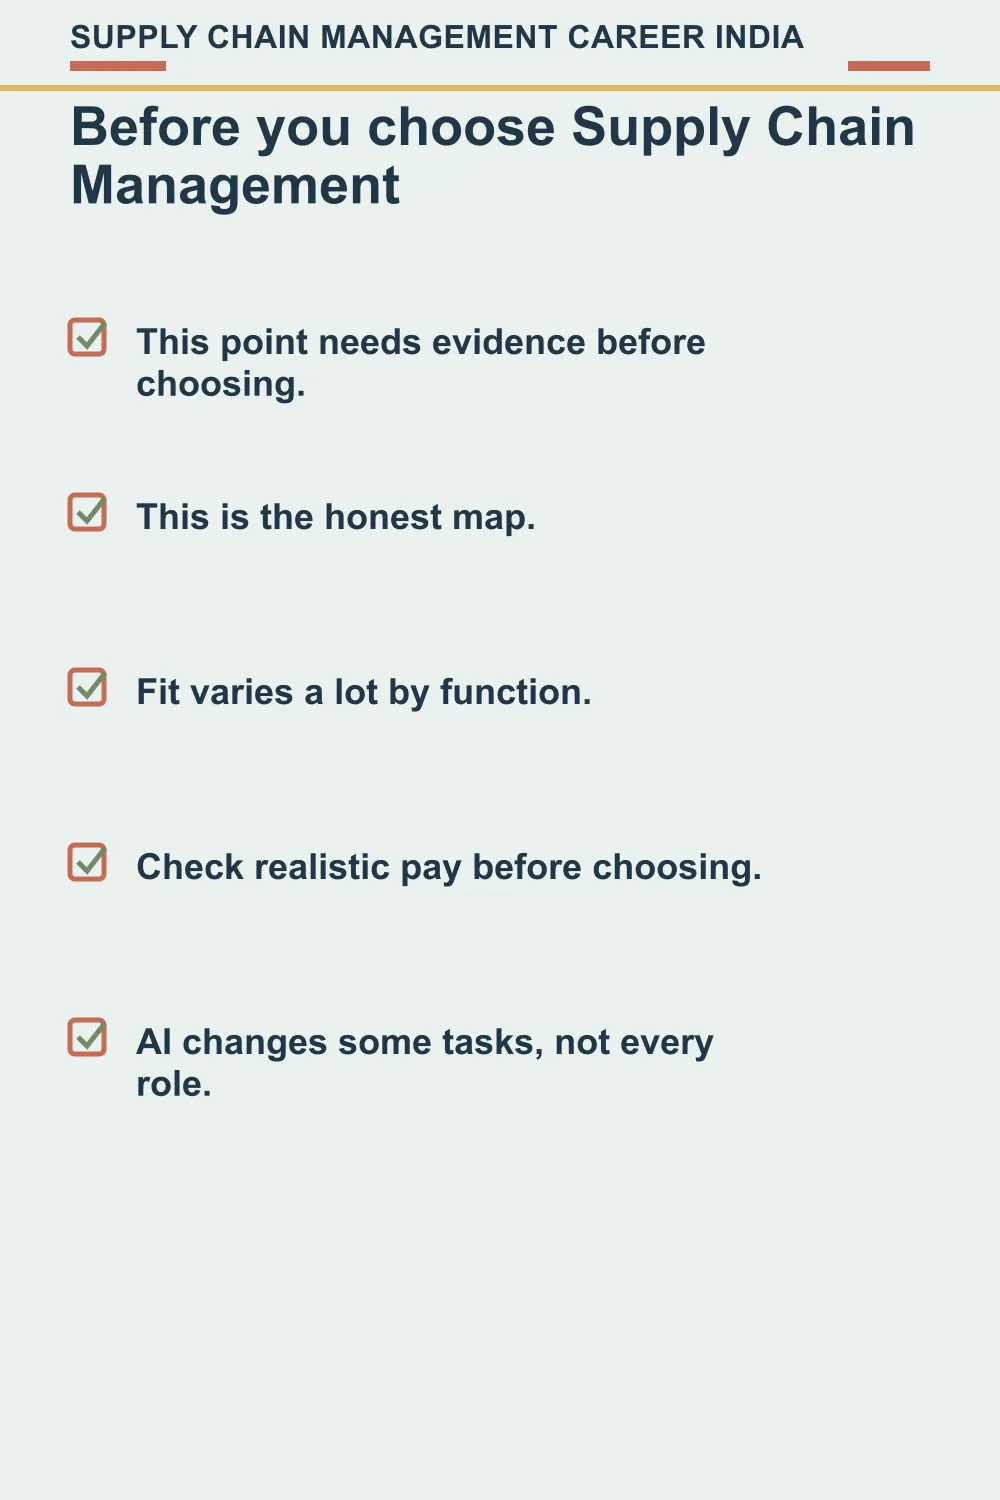 SUPPLY CHAIN MANAGEMENT CAREER INDIA
Before you choose Supply Chain
Management
This point needs evidence before
choosing.
This is the honest map.
Fit varies a lot by function.
Check realistic pay before choosing.
AI changes some tasks, not every
role.